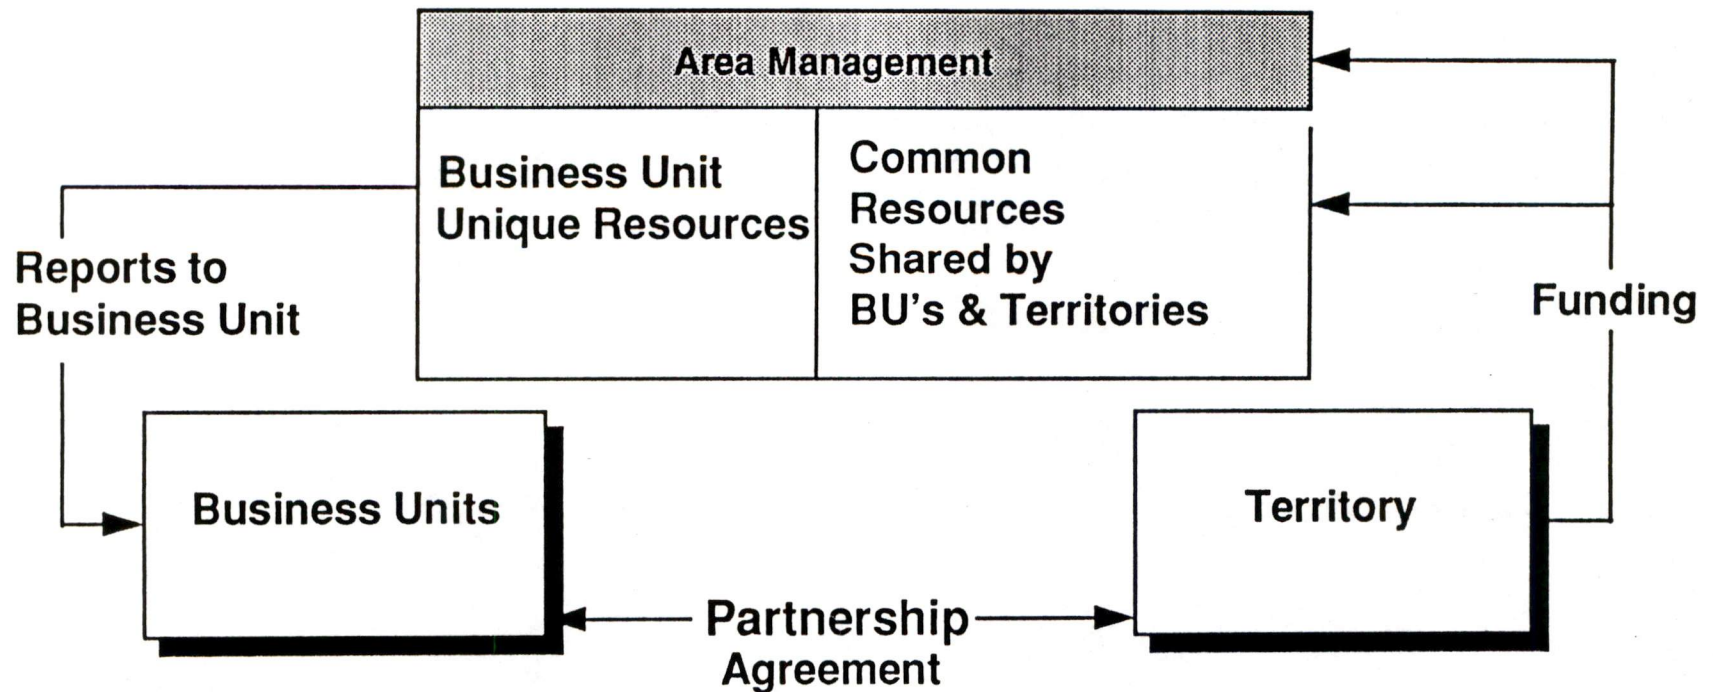 Area Management
Business Unit
Unique Resources
Common
Resources
Shared by
BU's & Territories
Reports to
Business Unit
Funding
Business Units
Territory
Partnership
Agreement